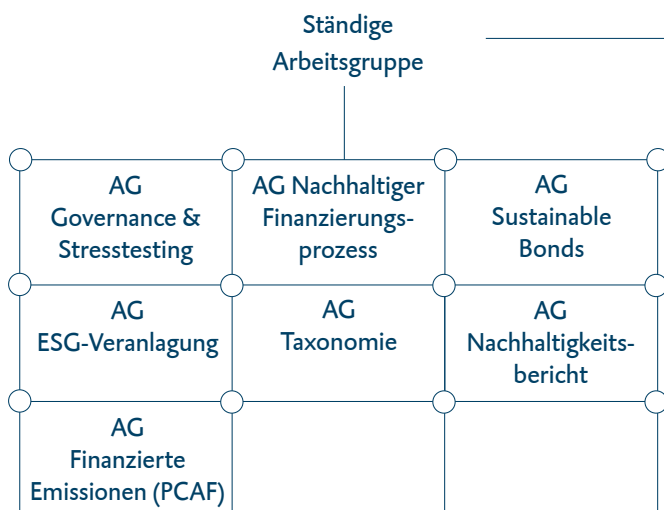 Ständige
Arbeitsgruppe
AG
Governance &
Stresstesting
AG Nachhaltiger
Finanzierungs-
prozess
AG
Sustainable
Bonds
AG
ESG-Veranlagung
AG
Taxonomie
AG
Nachhaltigkeits-
bericht
AG
Finanzierte
Emissionen (PCAF)